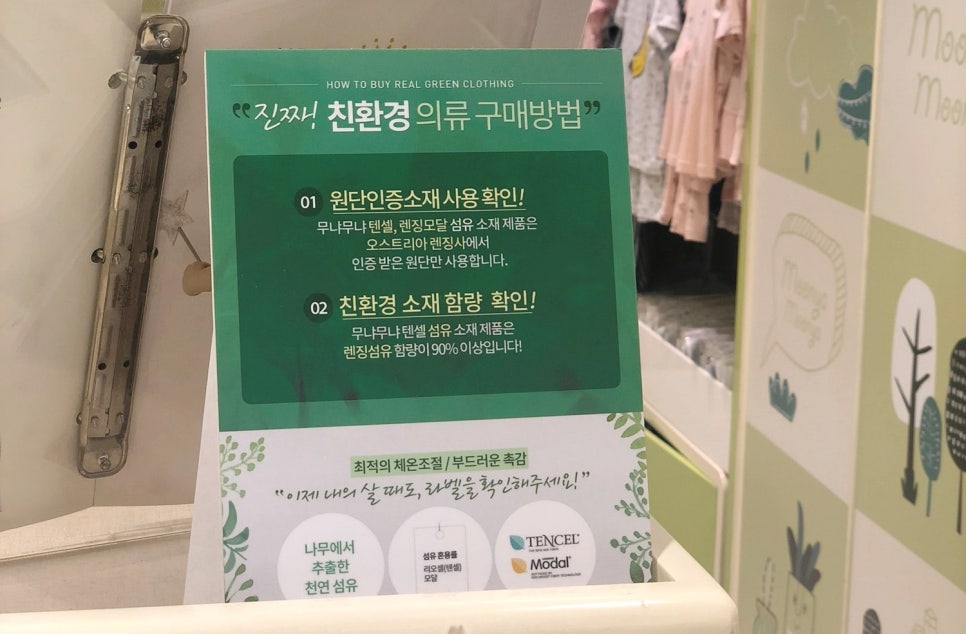 HOW TO BUY REAL GREEN CLOTHING
“진짜! 친환경 의류 구매방법”
01 원단인증소재 사용 확인!
무냐무냐 텐셀, 렌징모달 섬유 소재 제품은
오스트리아 렌징사에서
인증 받은 원단만 사용합니다.
02 친환경 소재 함량 확인!
무냐무냐 텐셀 섬유 소재 제품은
렌징섬유 함량이 90% 이상입니다!
최적의 체온조절 / 부드러운 촉감
“이제 내의 살 때도, 라벨을 확인해주세요!”
나무에서
추출한
천연 섬유
섬유 혼용률
리오셀(텐셀)
모달
TENCEL
Modal